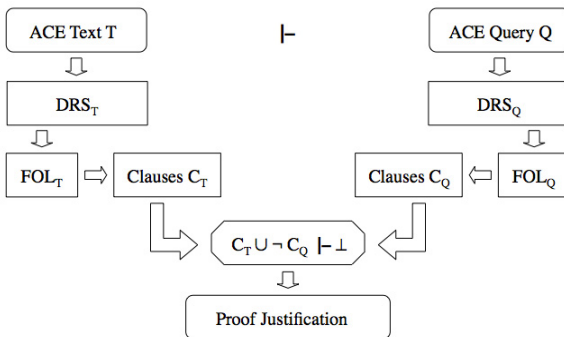 ACE Text T |– ACE Query Q
DRS_T DRS_Q
FOL_T Clauses C_T Clauses C_Q FOL_Q
C_T ∪ ¬ C_Q |– ⊥
Proof Justification